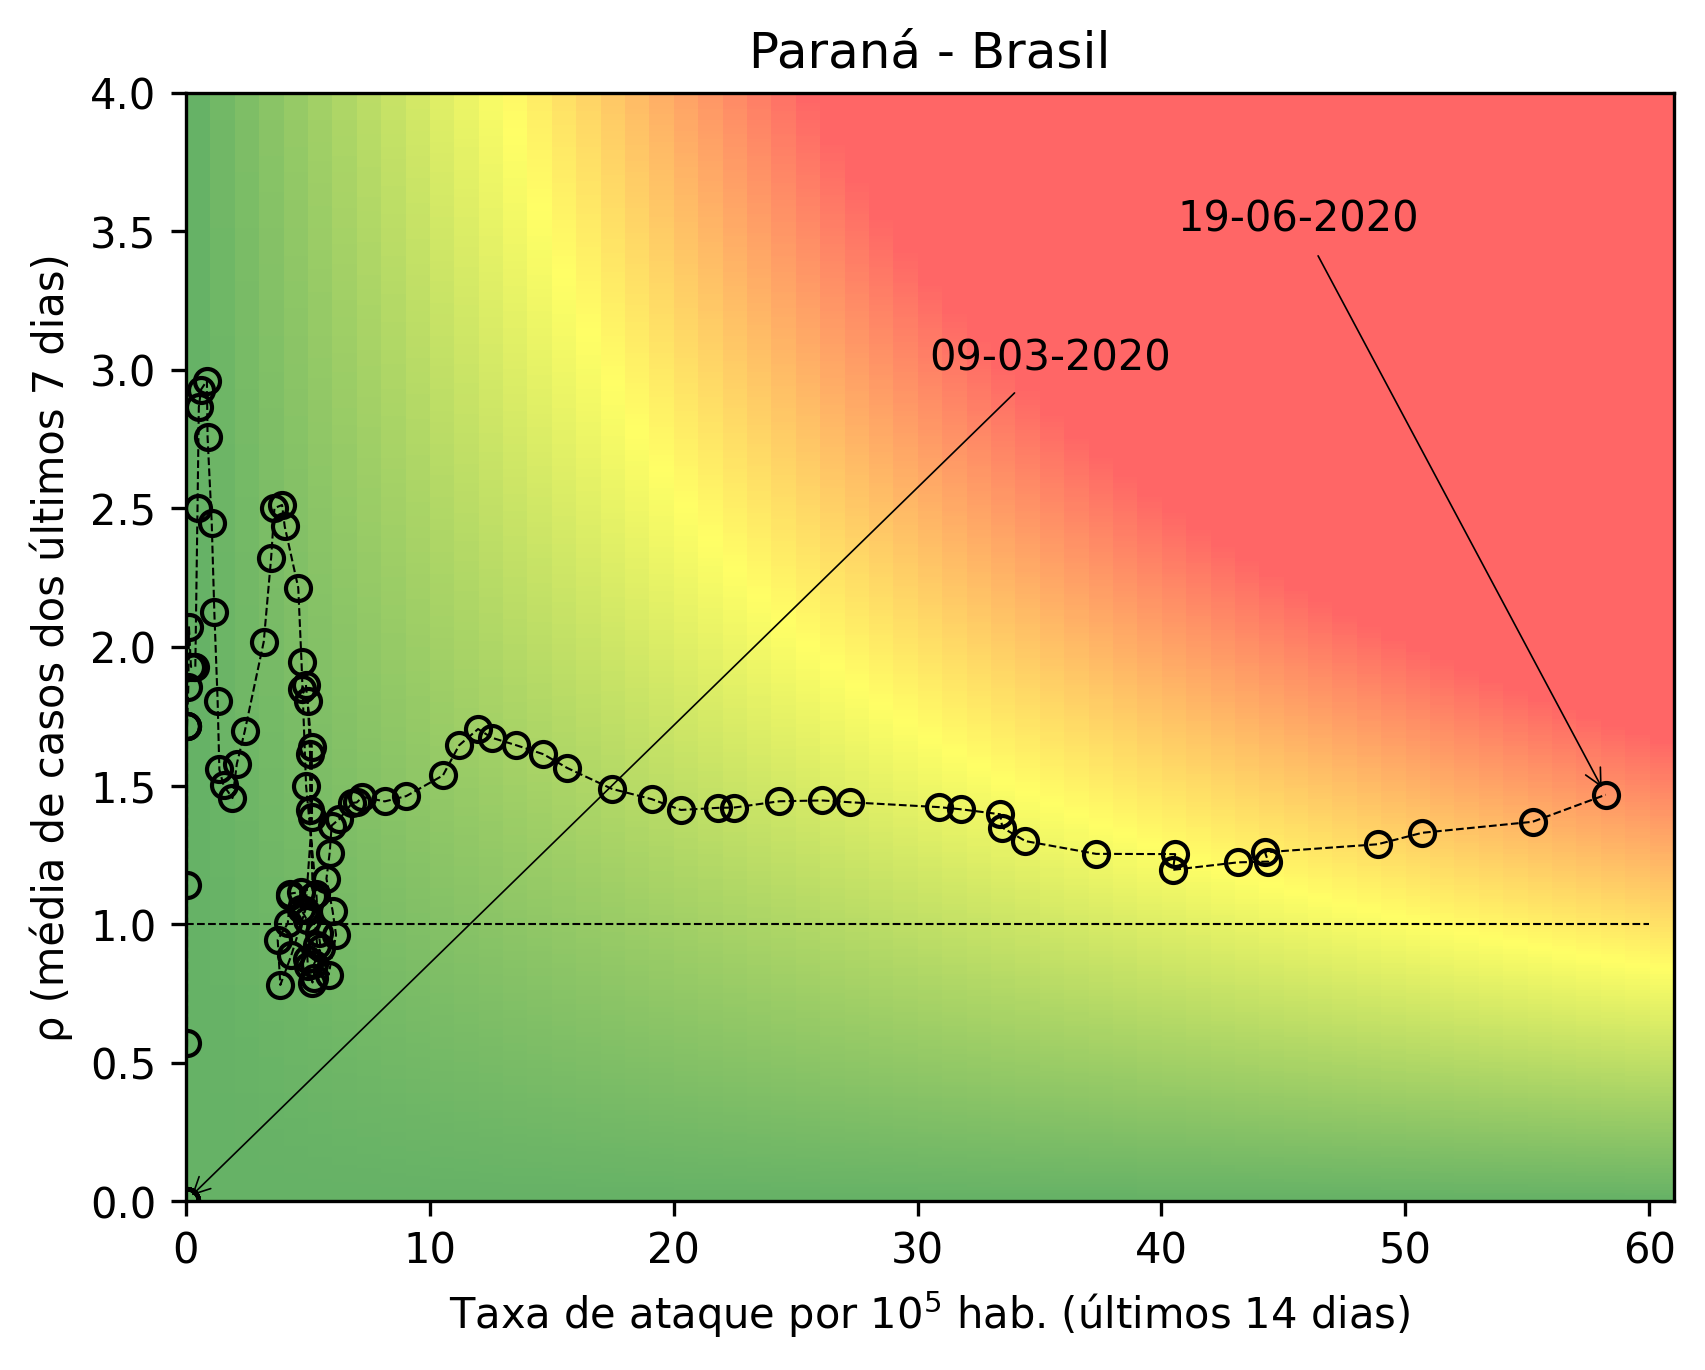 Paraná - Brasil
4.0
3.5
3.0
2.5
2.0
1.5
1.0
0.5
0.0
ρ (média de casos dos últimos 7 dias)
19-06-2020
09-03-2020
0 10 20 30 40 50 60
Taxa de ataque por 10⁵ hab. (últimos 14 dias)